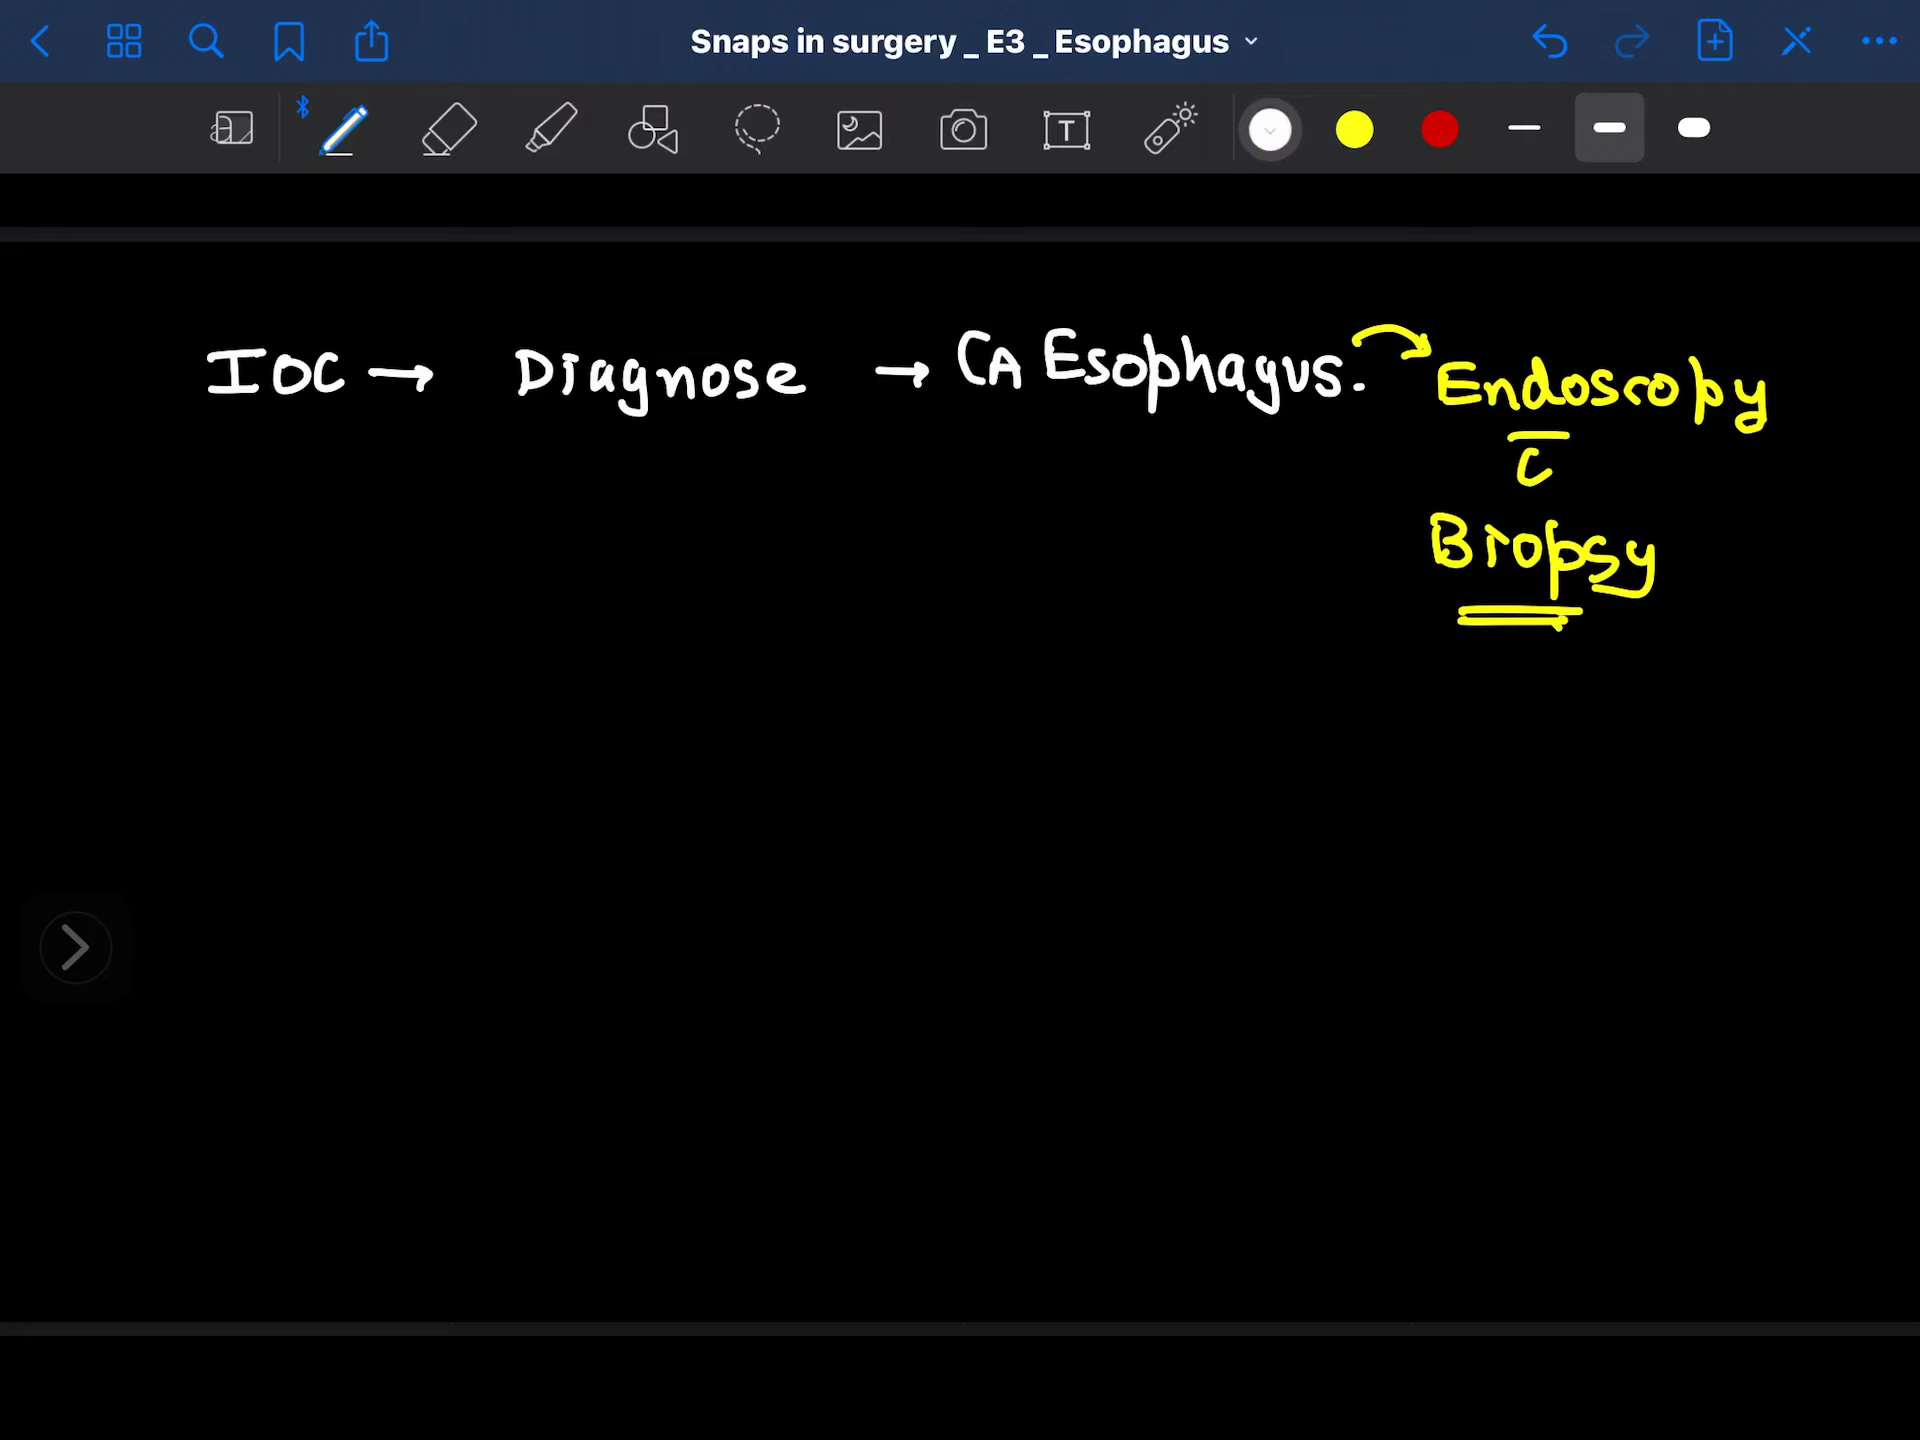 Snaps in surgery _ E3 _ Esophagus
T
IOC → Diagnose → CA Esophagus. Endoscopy
c̄
Biopsy